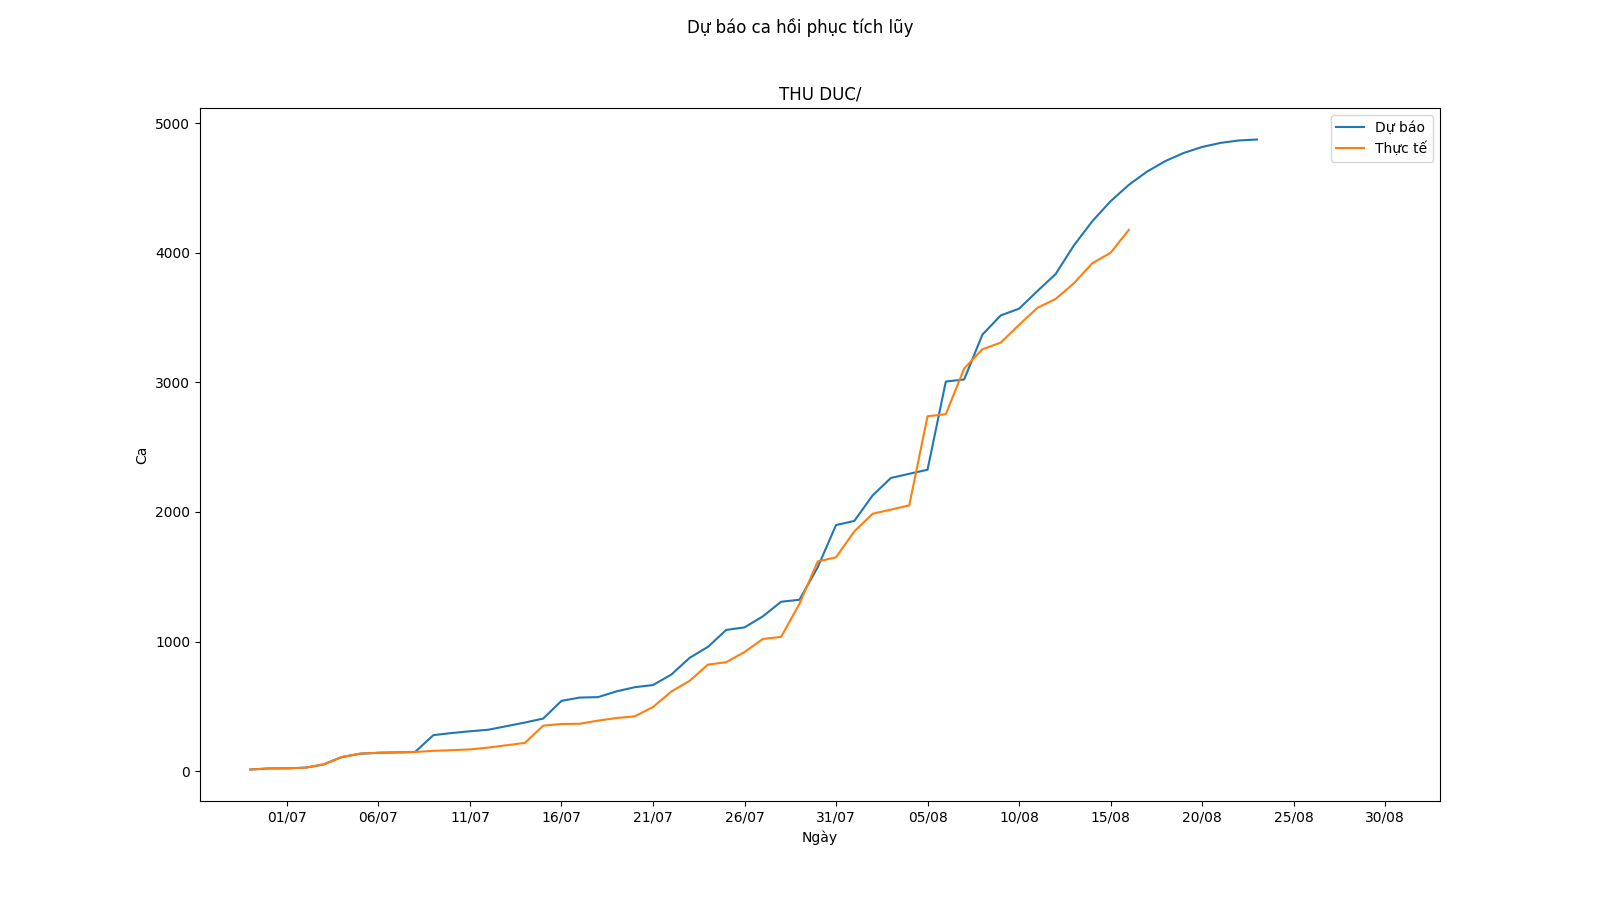 Dự báo ca hồi phục tích lũy
THU DUC/
5000
4000
3000
2000
1000
0
Ca
Dự báo
Thực tế
01/07 06/07 11/07 16/07 21/07 26/07 31/07 05/08 10/08 15/08 20/08 25/08 30/08
Ngày